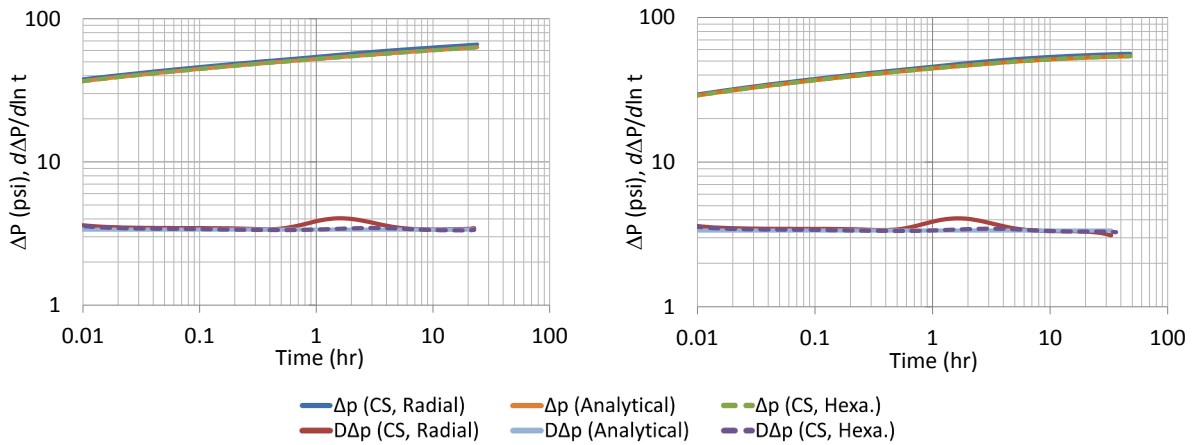 100
10
1
0.01 0.1 1 10 100
Time (hr)
ΔP (psi), dΔP/dln t
100
10
1
0.01 0.1 1 10 100
Time (hr)
ΔP (psi), dΔP/dln t
Δp (CS, Radial) Δp (Analytical) Δp (CS, Hexa.)
DΔp (CS, Radial) DΔp (Analytical) DΔp (CS, Hexa.)